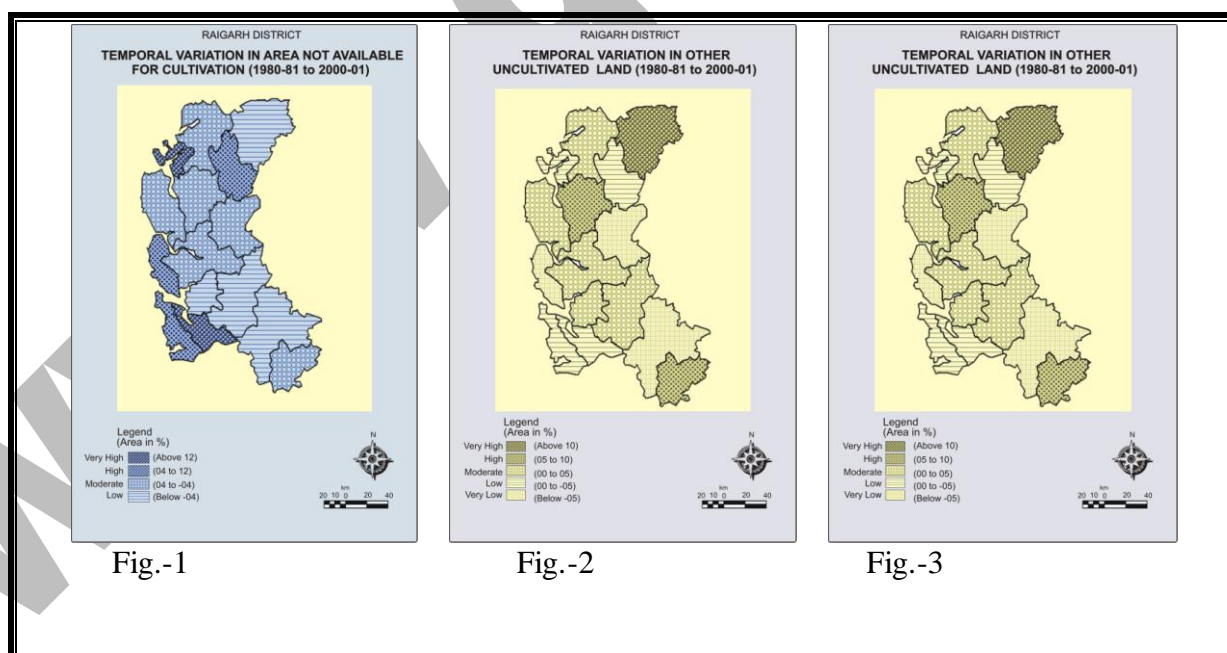 RAIGARH DISTRICT
TEMPORAL VARIATION IN AREA NOT AVAILABLE
FOR CULTIVATION (1980-81 to 2000-01)
Legend
(Area in %)
Very High (Above 12)
High (04 to 12)
Moderate (04 to -04)
Low (Below -04)
N
km
20 10 0 20 40
Fig.-1
RAIGARH DISTRICT
TEMPORAL VARIATION IN OTHER
UNCULTIVATED LAND (1980-81 to 2000-01)
Legend
(Area in %)
Very High (Above 10)
High (05 to 10)
Moderate (00 to 05)
Low (00 to -05)
Very Low (Below -05)
N
km
20 10 0 20 40
Fig.-2
RAIGARH DISTRICT
TEMPORAL VARIATION IN OTHER
UNCULTIVATED LAND (1980-81 to 2000-01)
Legend
(Area in %)
Very High (Above 10)
High (05 to 10)
Moderate (00 to 05)
Low (00 to -05)
Very Low (Below -05)
N
km
20 10 0 20 40
Fig.-3